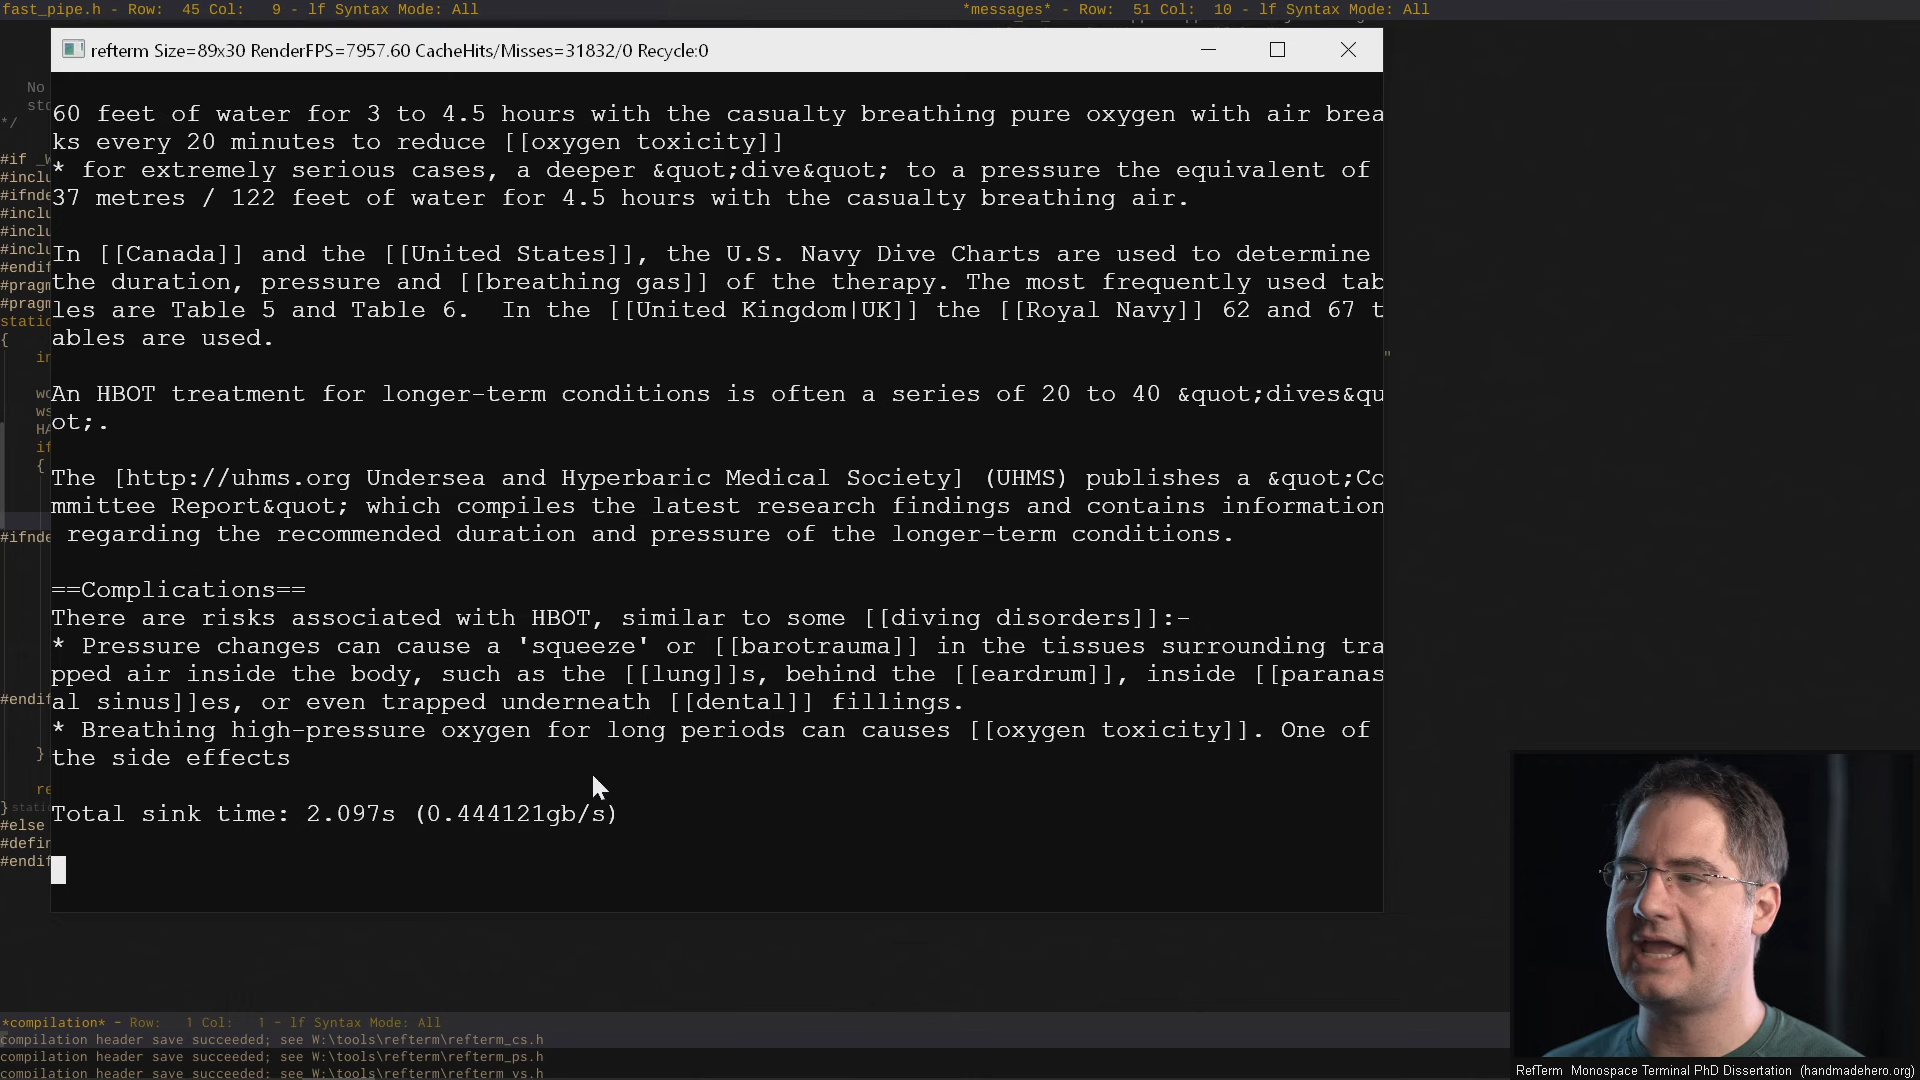 fast_pipe.h - Row: 45 Col: 9 - lf Syntax Mode: All
*messages* - Row: 51 Col: 10 - lf Syntax Mode: All
refterm Size=89x30 RenderFPS=7957.60 CacheHits/Misses=31832/0 Recycle:0
60 feet of water for 3 to 4.5 hours with the casualty breathing pure oxygen with air brea
ks every 20 minutes to reduce [[oxygen toxicity]]
* for extremely serious cases, a deeper &quot;dive&quot; to a pressure the equivalent of
37 metres / 122 feet of water for 4.5 hours with the casualty breathing air.
In [[Canada]] and the [[United States]], the U.S. Navy Dive Charts are used to determine
the duration, pressure and [[breathing gas]] of the therapy. The most frequently used tab
les are Table 5 and Table 6.  In the [[United Kingdom|UK]] the [[Royal Navy]] 62 and 67 t
ables are used.
An HBOT treatment for longer-term conditions is often a series of 20 to 40 &quot;dives&qu
ot;.
The [http://uhms.org Undersea and Hyperbaric Medical Society] (UHMS) publishes a &quot;Co
mmittee Report&quot; which compiles the latest research findings and contains information
 regarding the recommended duration and pressure of the longer-term conditions.
==Complications==
There are risks associated with HBOT, similar to some [[diving disorders]]:-
* Pressure changes can cause a 'squeeze' or [[barotrauma]] in the tissues surrounding tra
pped air inside the body, such as the [[lung]]s, behind the [[eardrum]], inside [[paranas
al sinus]]es, or even trapped underneath [[dental]] fillings.
* Breathing high-pressure oxygen for long periods can causes [[oxygen toxicity]]. One of
the side effects
Total sink time: 2.097s (0.444121gb/s)
No
*/
#if
#ifnde
#endif
#pragm
#pragm
{
in
if
{
#ifnde
#endif
}
re
}
#else
#defin
#endif
*compilation* - Row: 1 Col: 1 - lf Syntax Mode: All
compilation header save succeeded; see W:\tools\refterm\refterm_cs.h
compilation header save succeeded; see W:\tools\refterm\refterm_ps.h
compilation header save succeeded; see W:\tools\refterm\refterm_vs.h
RefTerm Monospace Terminal PhD Dissertation (handmadehero.org)